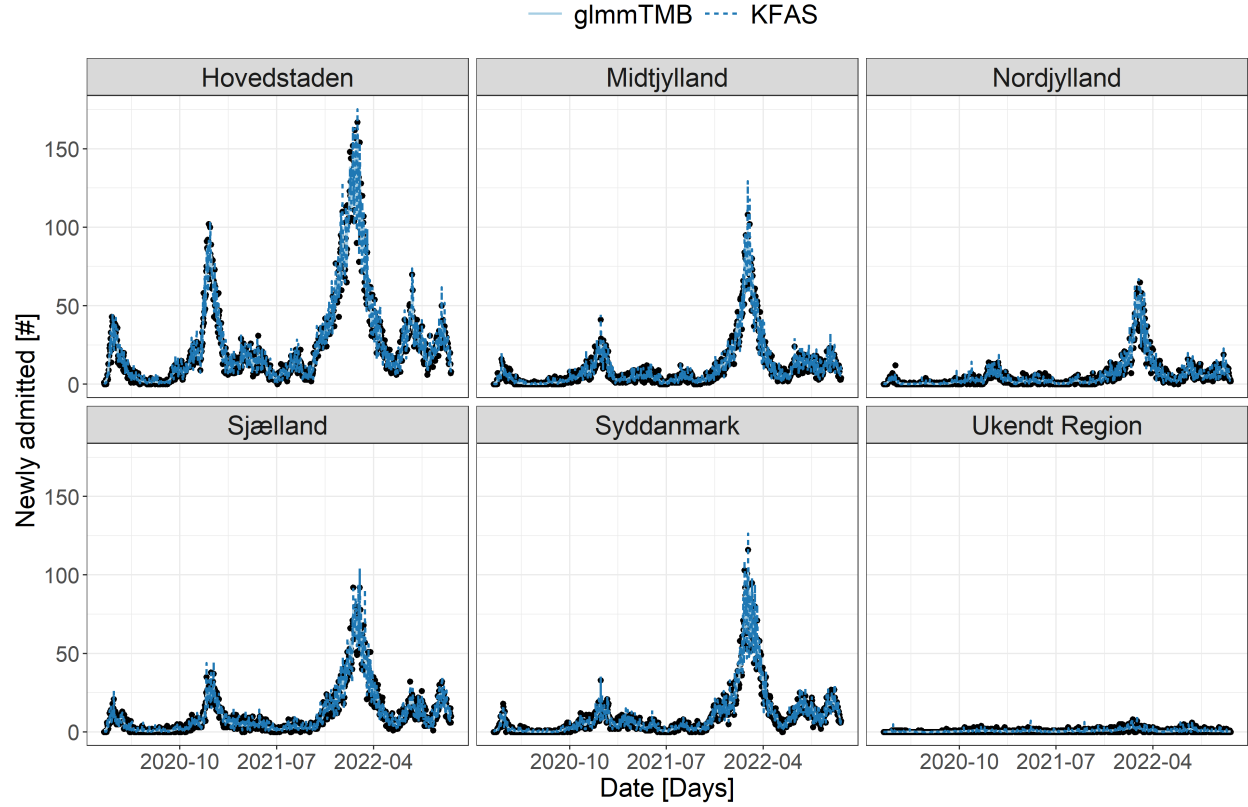 glmmTMB KFAS
Hovedstaden Midtjylland Nordjylland
150
100
50
0
Sjælland Syddanmark Ukendt Region
150
100
50
0
Newly admitted [#]
2020-10 2021-07 2022-04 2020-10 2021-07 2022-04 2020-10 2021-07 2022-04
Date [Days]